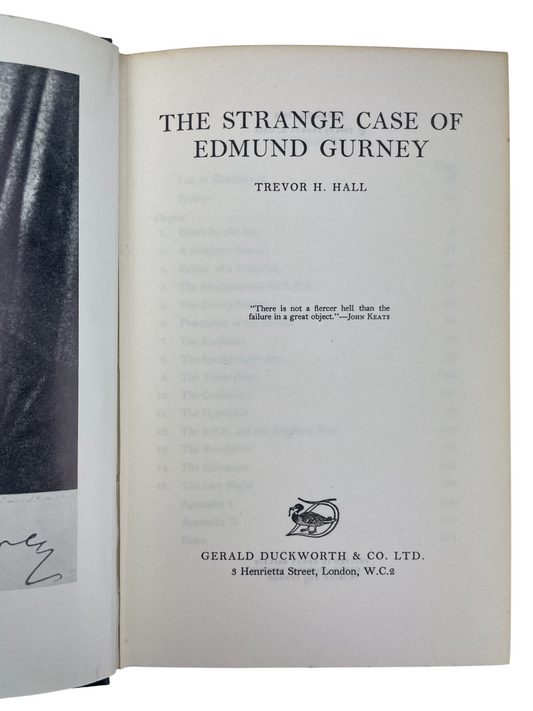 THE STRANGE CASE OF
EDMUND GURNEY
TREVOR H. HALL
"There is not a fiercer hell than the
failure in a great object."—JOHN KEATS
GERALD DUCKWORTH & CO. LTD.
3 Henrietta Street, London, W.C.2